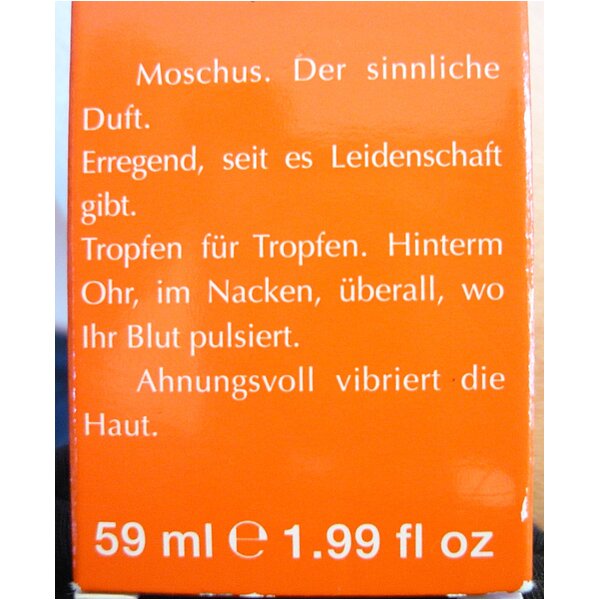 Moschus. Der sinnliche
Duft.
Erregend, seit es Leidenschaft
gibt.
Tropfen für Tropfen. Hinterm
Ohr, im Nacken, überall, wo
Ihr Blut pulsiert.
Ahnungsvoll vibriert die
Haut.
59 ml ℮ 1.99 fl oz